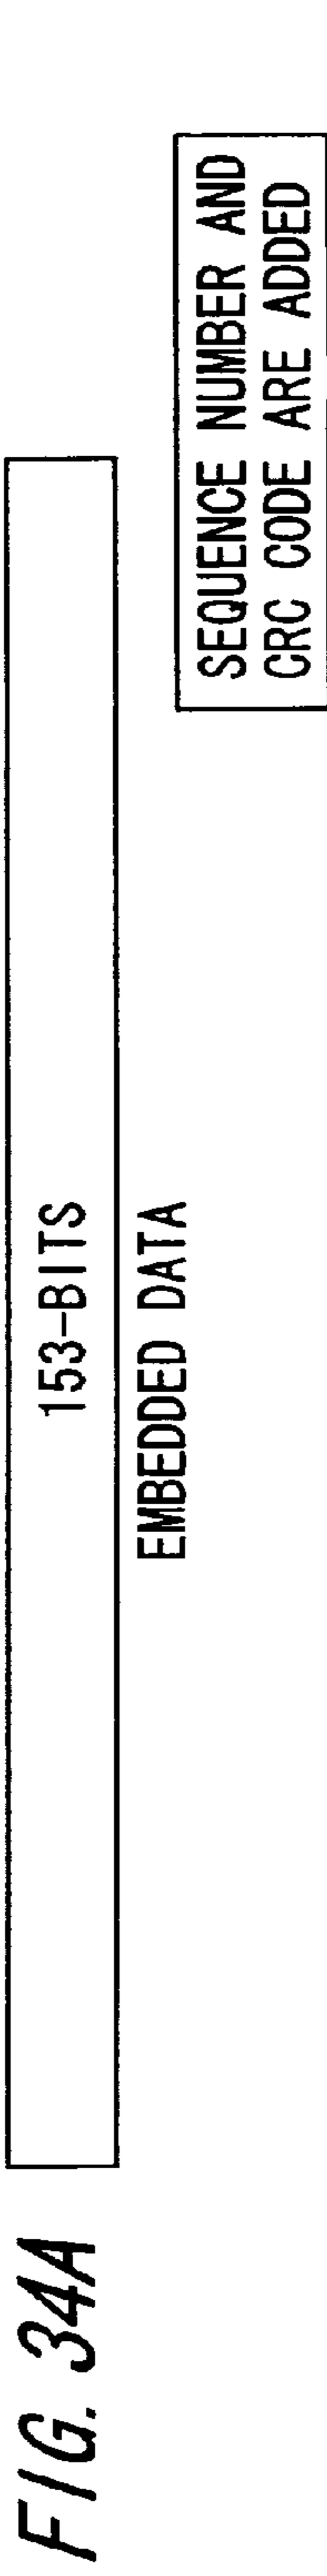 FIG. 34A
153-BITS
EMBEDDED DATA
SEQUENCE NUMBER AND
CRC CODE ARE ADDED